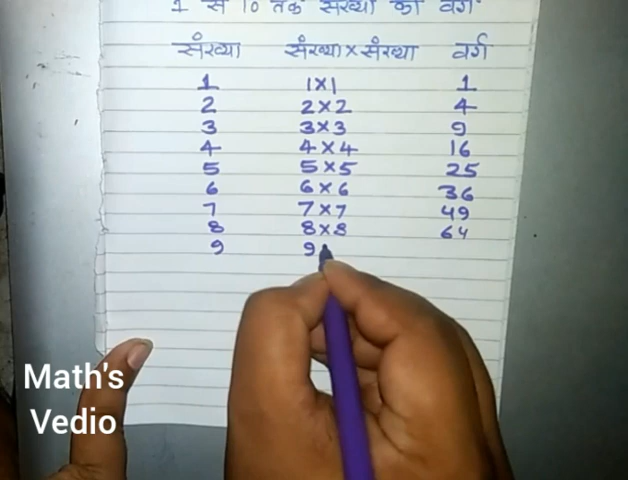 1 से 10 तक संख्या का वर्ग
संख्या संख्या×संख्या वर्ग
1 1×1 1
2 2×2 4
3 3×3 9
4 4×4 16
5 5×5 25
6 6×6 36
7 7×7 49
8 8×8 64
9 9
Math's
Vedio